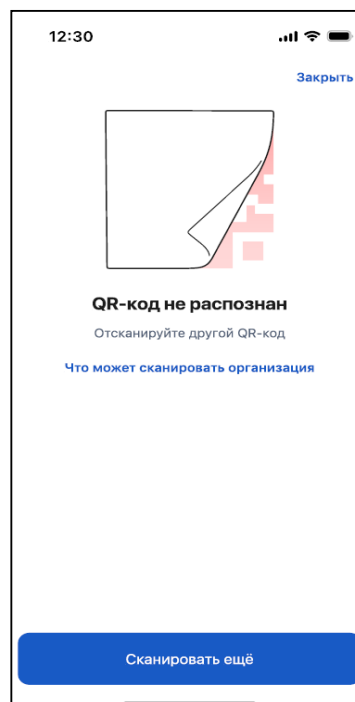 12:30
Закрыть
QR-код не распознан
Отсканируйте другой QR-код
Что может сканировать организация
Сканировать ещё